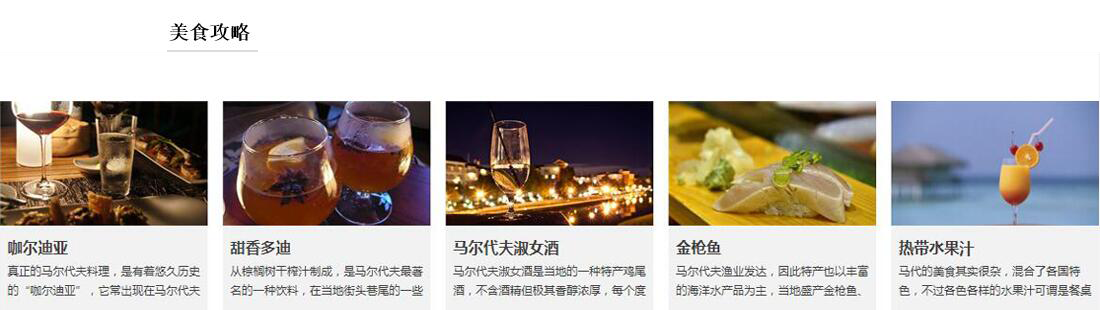 美食攻略
咖尔迪亚
真正的马尔代夫料理，是有着悠久历史
的“咖尔迪亚”，它常出现在马尔代夫
甜香多迪
从棕榈树干榨汁制成，是马尔代夫最著
名的一种饮料，在当地街头巷尾的一些
马尔代夫淑女酒
马尔代夫淑女酒是当地的一种特产鸡尾
酒，不含酒精但极其香醇浓厚，每个度
金枪鱼
马尔代夫渔业发达，因此特产也以丰富
的海洋水产品为主，当地盛产金枪鱼、
热带水果汁
马代的美食其实很杂，混合了各国特
色，不过各色各样的水果汁可谓是餐桌